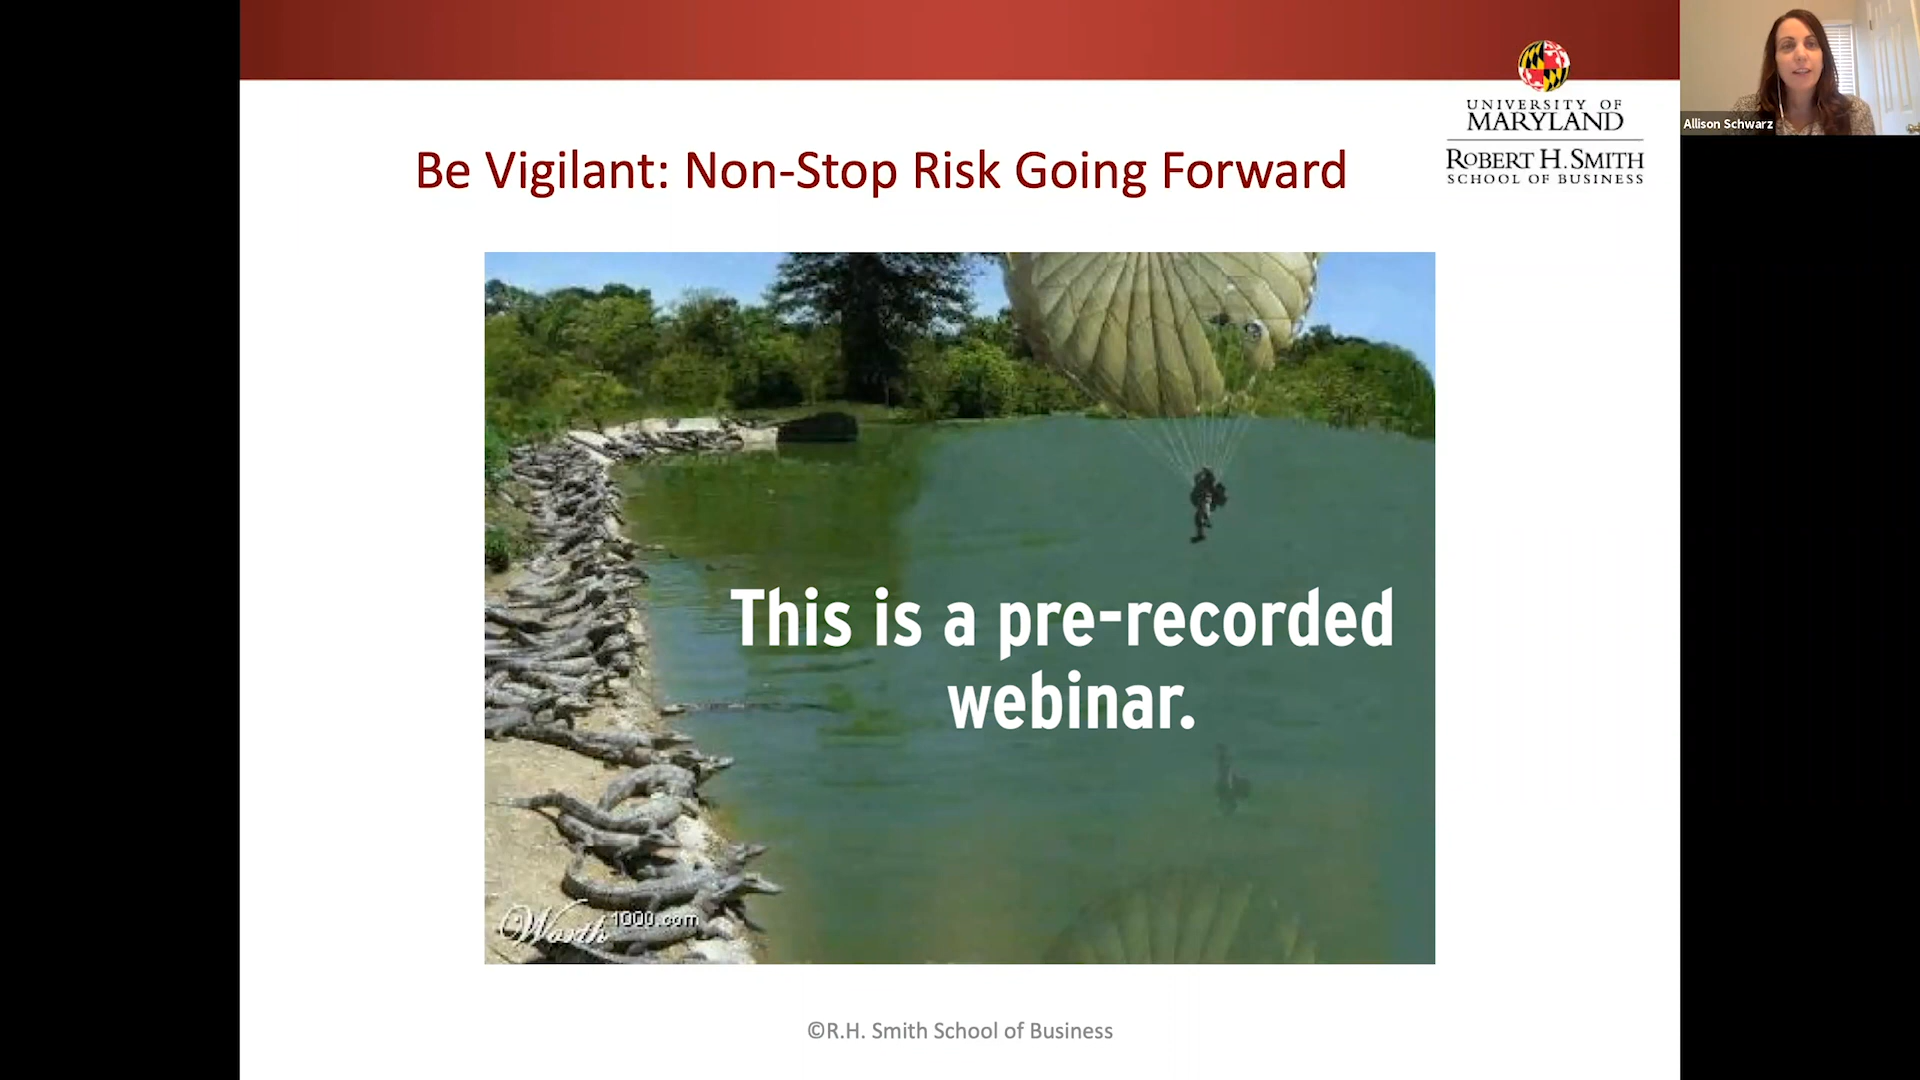 UNIVERSITY OF
MARYLAND
ROBERT H. SMITH
SCHOOL OF BUSINESS
Allison Schwarz
Be Vigilant: Non-Stop Risk Going Forward
This is a pre-recorded
webinar.
Worth1000.com
©R.H. Smith School of Business